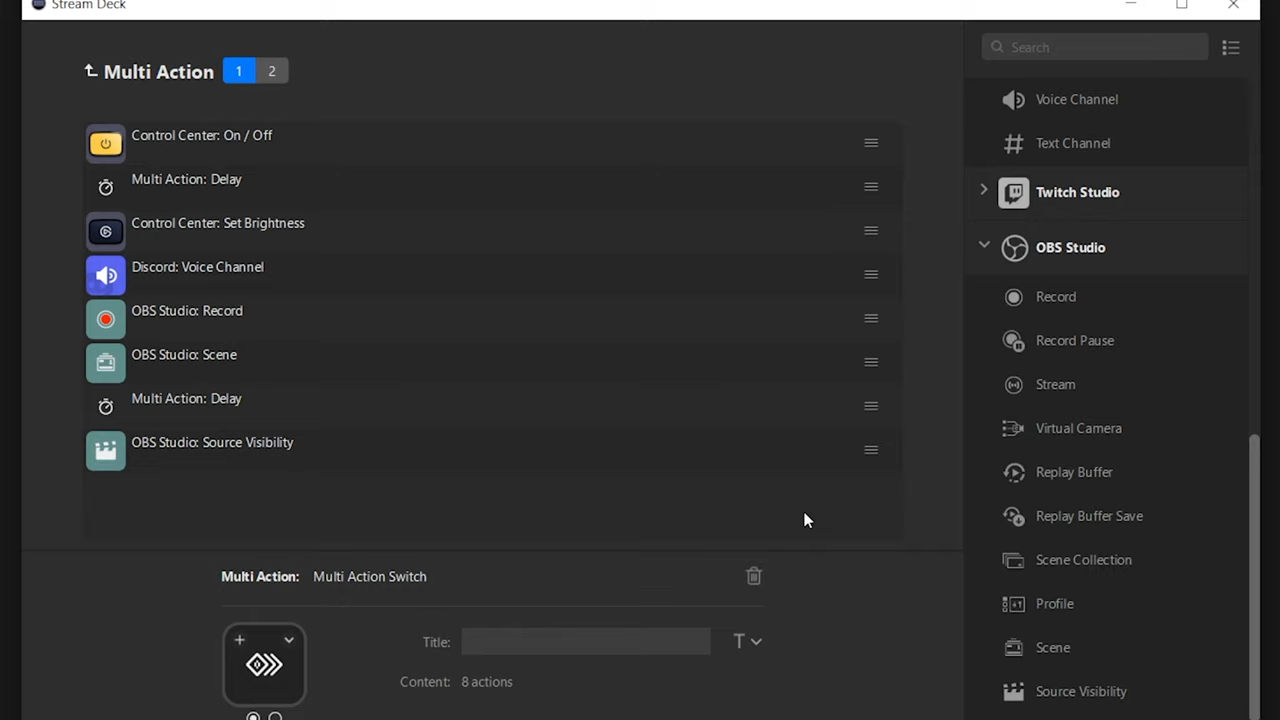 Stream Deck
Multi Action 1 2
Control Center: On / Off
Multi Action: Delay
Control Center: Set Brightness
Discord: Voice Channel
OBS Studio: Record
OBS Studio: Scene
Multi Action: Delay
OBS Studio: Source Visibility
Multi Action: Multi Action Switch
Title: T
Content: 8 actions
Search
Voice Channel
Text Channel
Twitch Studio
OBS Studio
Record
Record Pause
Stream
Virtual Camera
Replay Buffer
Replay Buffer Save
Scene Collection
Profile
Scene
Source Visibility